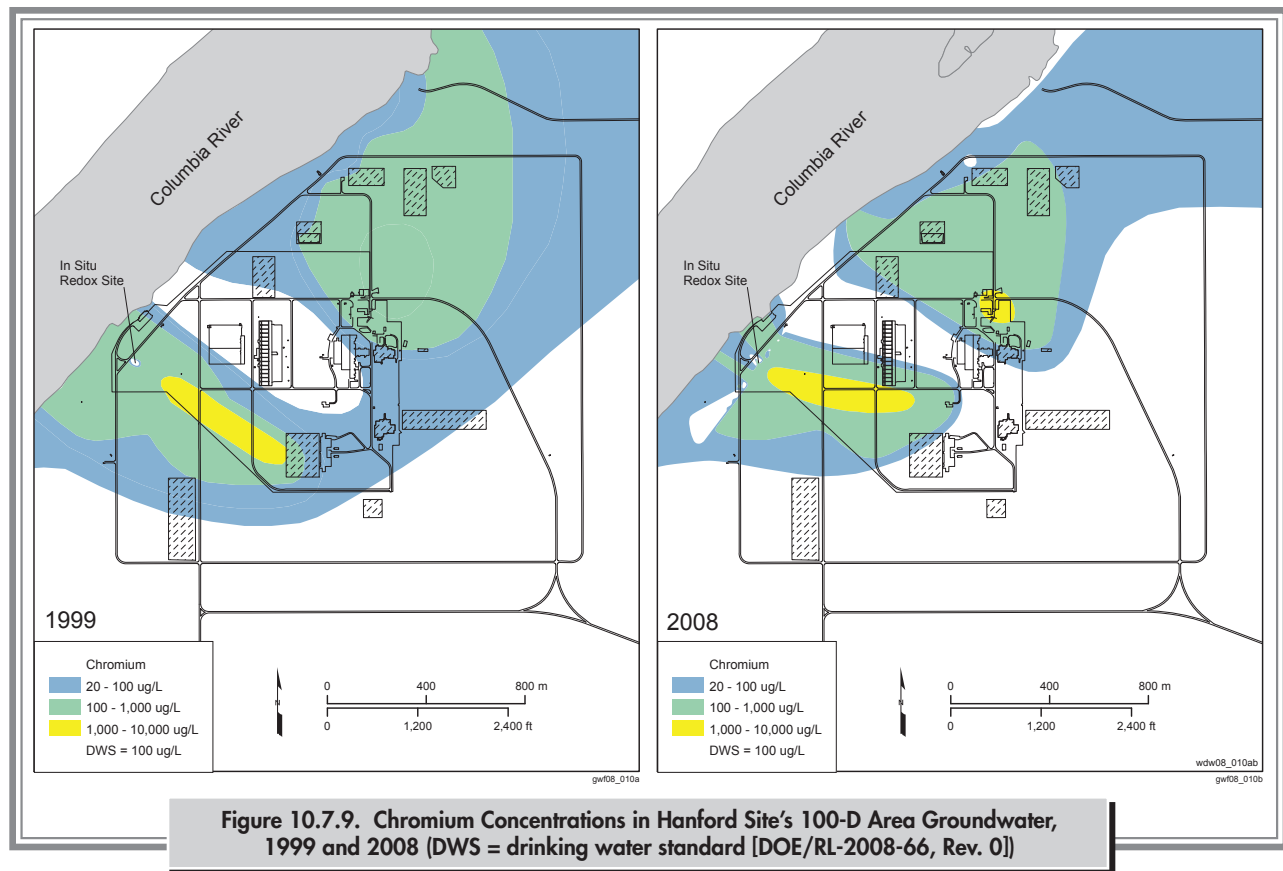 Columbia River
In Situ
Redox Site
1999
Chromium
20 - 100 ug/L
100 - 1,000 ug/L
1,000 - 10,000 ug/L
DWS = 100 ug/L
N
0 400 800 m
0 1,200 2,400 ft
gwf08_010a
Columbia River
In Situ
Redox Site
2008
Chromium
20 - 100 ug/L
100 - 1,000 ug/L
1,000 - 10,000 ug/L
DWS = 100 ug/L
N
0 400 800 m
0 1,200 2,400 ft
wdw08_010ab
gwf08_010b
Figure 10.7.9. Chromium Concentrations in Hanford Site's 100-D Area Groundwater,
1999 and 2008 (DWS = drinking water standard [DOE/RL-2008-66, Rev. 0])